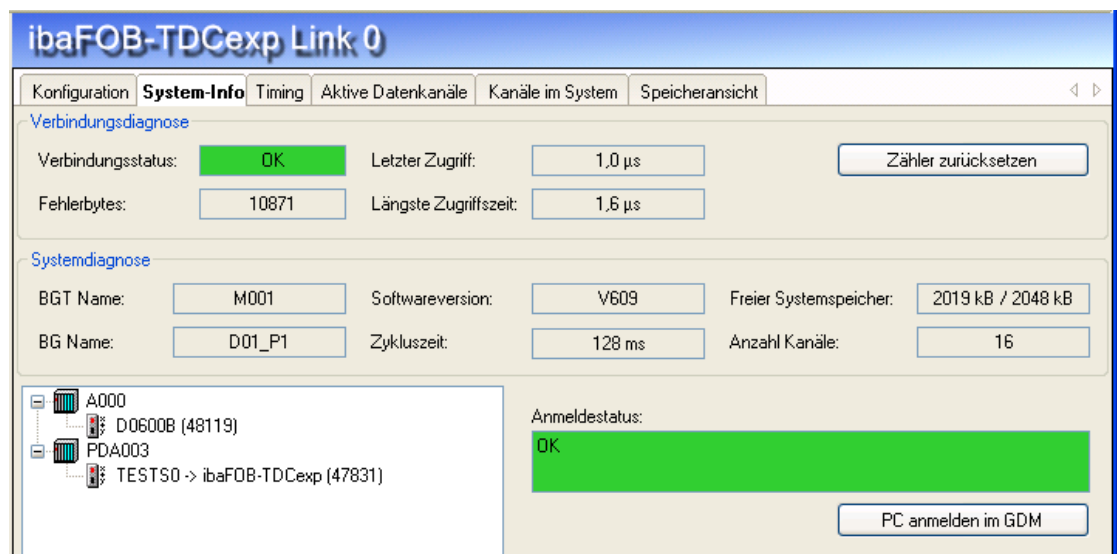 ibaFOB-TDCexp Link 0
Konfiguration System-Info Timing Aktive Datenkanäle Kanäle im System Speicheransicht
Verbindungsdiagnose
Verbindungsstatus: OK Letzter Zugriff: 1,0 µs Zähler zurücksetzen
Fehlerbytes: 10871 Längste Zugriffszeit: 1,6 µs
Systemdiagnose
BGT Name: M001 Softwareversion: V609 Freier Systemspeicher: 2019 kB / 2048 kB
BG Name: D01_P1 Zykluszeit: 128 ms Anzahl Kanäle: 16
A000
D0600B (48119)
PDA003
TESTS0 -> ibaFOB-TDCexp (47831)
Anmeldestatus:
OK
PC anmelden im GDM